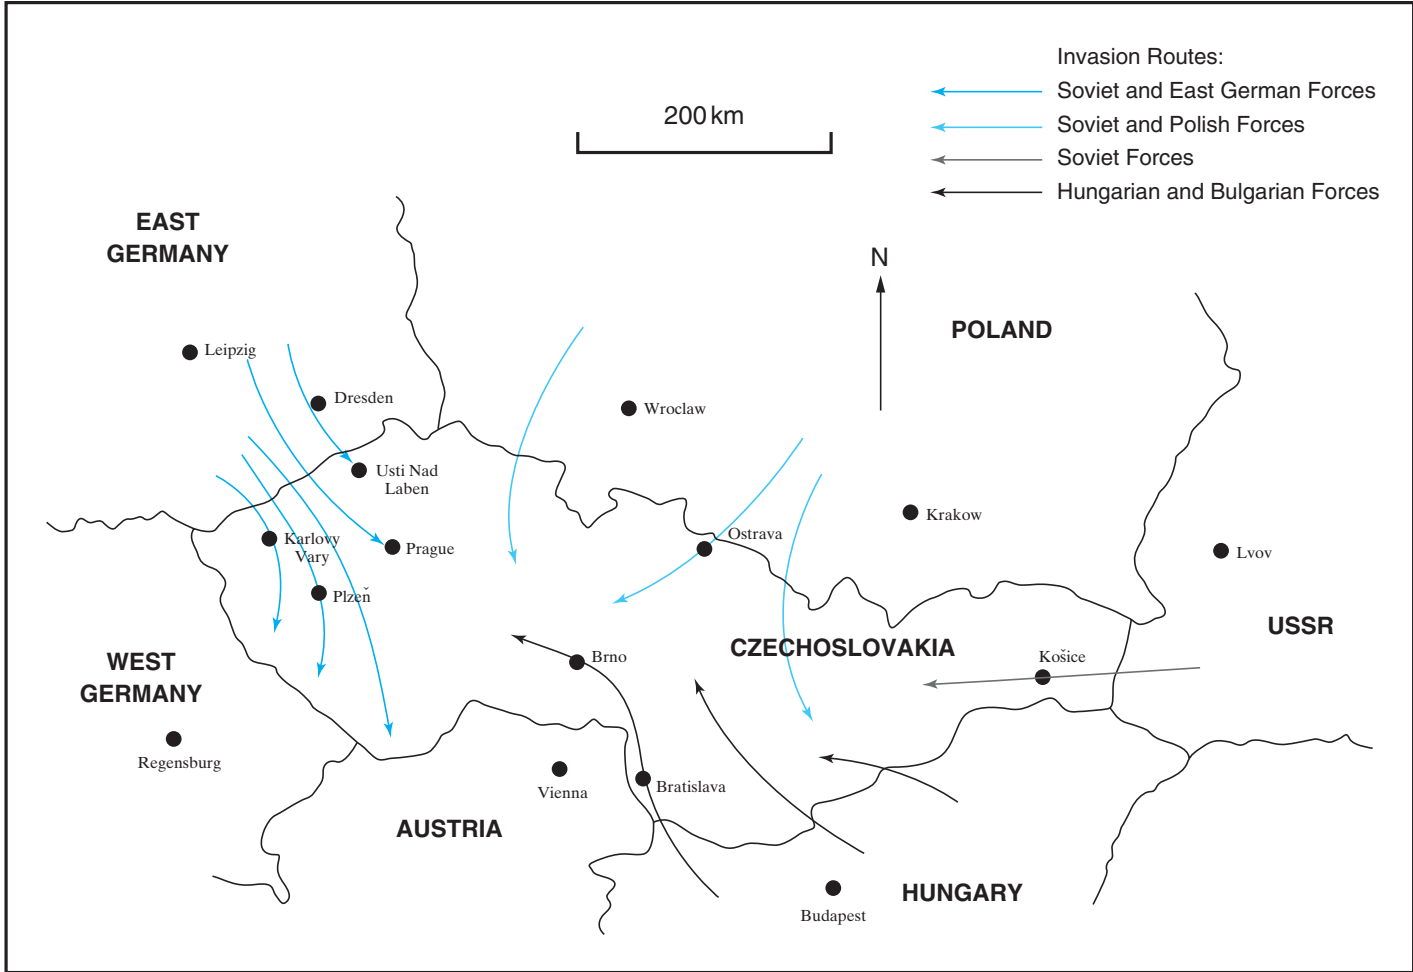 Invasion Routes:
Soviet and East German Forces
Soviet and Polish Forces
Soviet Forces
Hungarian and Bulgarian Forces
200 km
N
EAST
GERMANY
POLAND
Leipzig
Dresden
Wroclaw
Usti Nad
Laben
Krakow
Karlovy
Vary
Prague
Ostrava
Lvov
Plzeň
USSR
CZECHOSLOVAKIA
WEST
GERMANY
Brno
Košice
Regensburg
Vienna
Bratislava
AUSTRIA
HUNGARY
Budapest